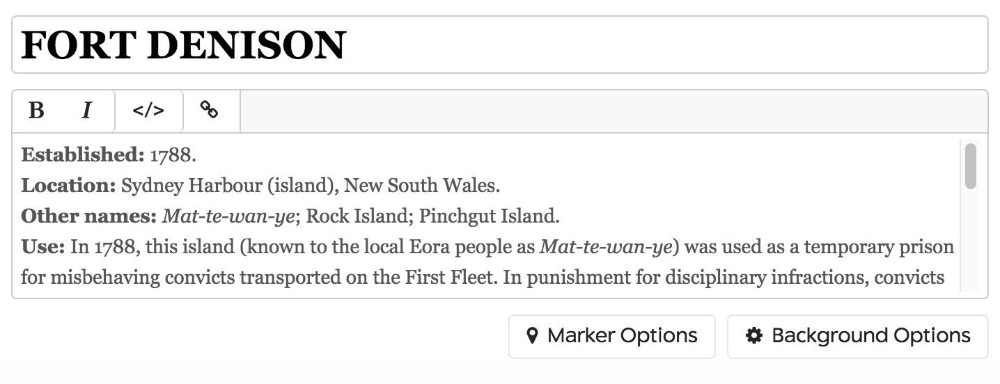 FORT DENISON
B I </>
Established: 1788.
Location: Sydney Harbour (island), New South Wales.
Other names: Mat-te-wan-ye; Rock Island; Pinchgut Island.
Use: In 1788, this island (known to the local Eora people as Mat-te-wan-ye) was used as a temporary prison
for misbehaving convicts transported on the First Fleet. In punishment for disciplinary infractions, convicts
Marker Options Background Options